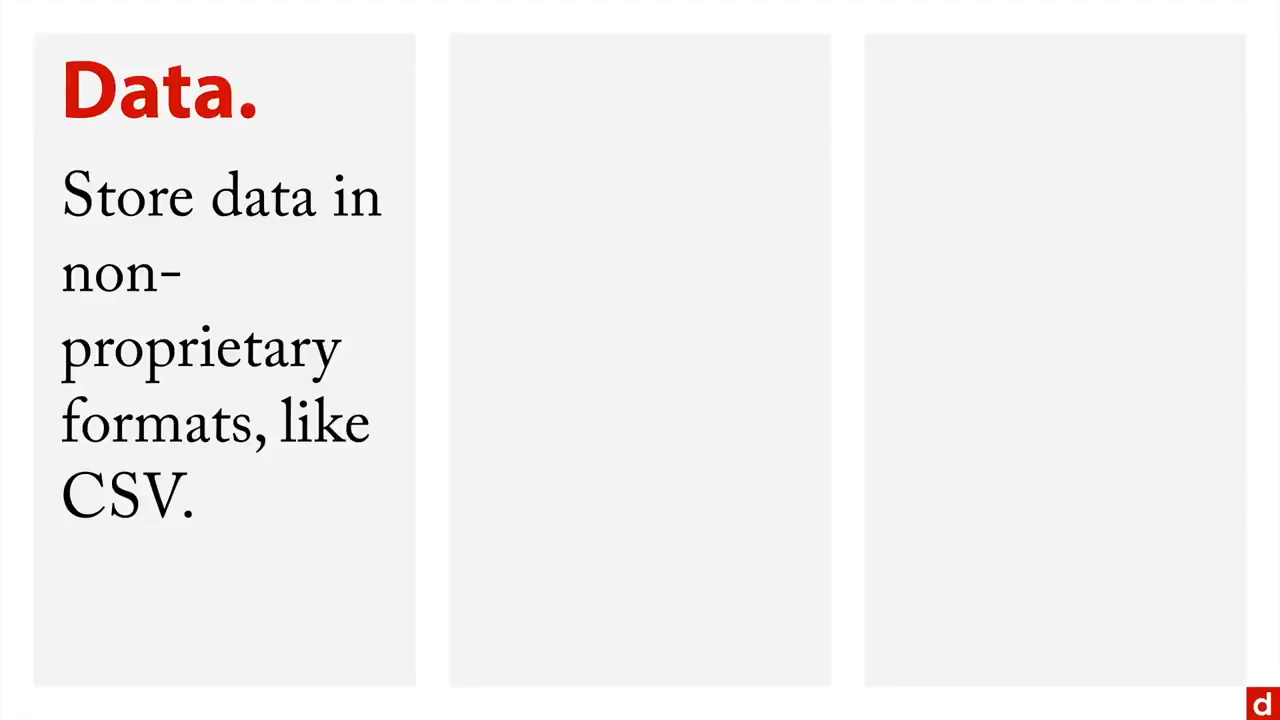 Data.
Store data in
non-
proprietary
formats, like
CSV.
d